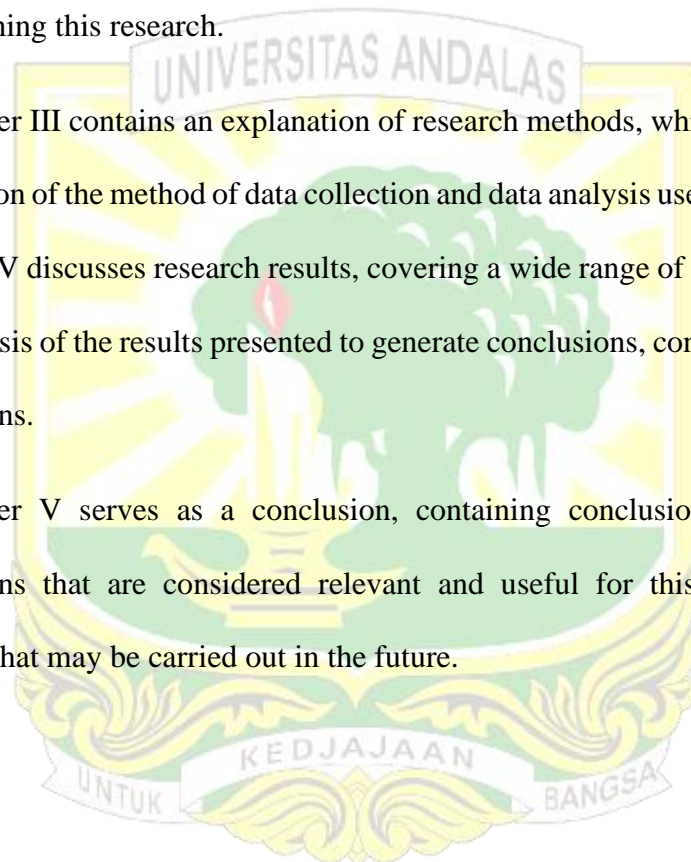 ning this research.
UNIVERSITAS ANDALAS
er III contains an explanation of research methods, wh
ion of the method of data collection and data analysis use
V discusses research results, covering a wide range of
sis of the results presented to generate conclusions, con
ns.
er V serves as a conclusion, containing conclusio
ns that are considered relevant and useful for this
hat may be carried out in the future.
UNTUK KEDJAJAAN BANGSA